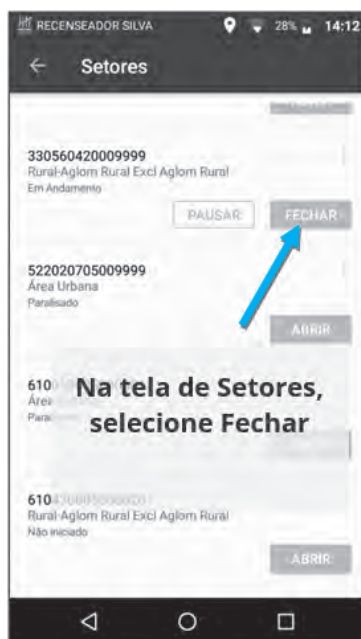 RECENSEADOR SILVA 28% 14:12
Setores
330560420009999
Rural-Aglom Rural Excl Aglom Rural
Em Andamento
PAUSAR FECHAR
522020705009999
Área Urbana
Paralisado
ABRIR
610
Na tela de Setores,
selecione Fechar
610
Rural-Aglom Rural Excl Aglom Rural
Não iniciado
ABRIR